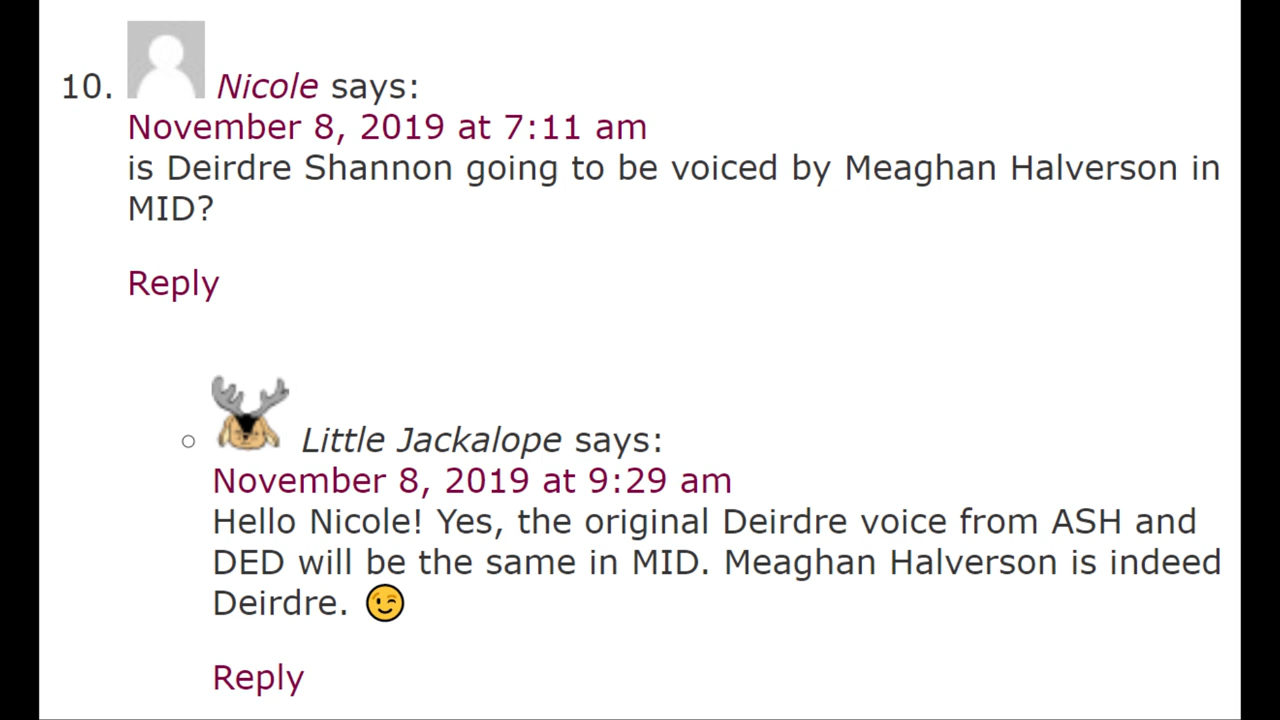 10. Nicole says:
November 8, 2019 at 7:11 am
is Deirdre Shannon going to be voiced by Meaghan Halverson in
MID?
Reply
Little Jackalope says:
November 8, 2019 at 9:29 am
Hello Nicole! Yes, the original Deirdre voice from ASH and
DED will be the same in MID. Meaghan Halverson is indeed
Deirdre. 😉
Reply